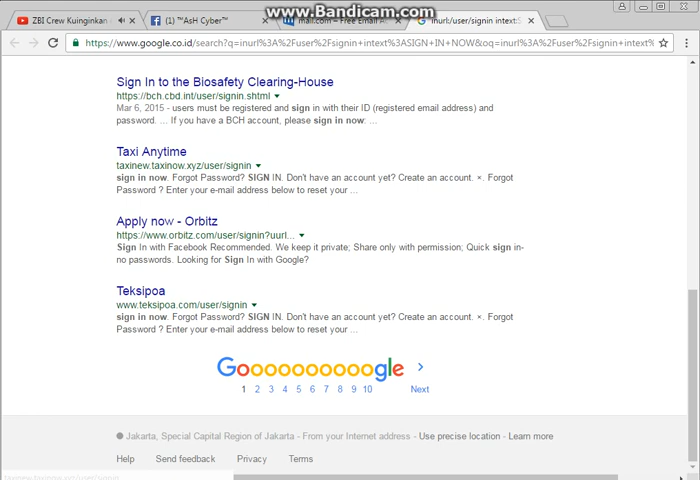 www.Bandicam.com
ZBI Crew Kuinginkan
(1) ™AsH Cyber™
mail.com – Free Email A
inurl:/user/signin intext:S
https://www.google.co.id/search?q=inurl%3A%2Fuser%2Fsignin+intext%3ASIGN+IN+NOW&oq=inurl%3A%2Fuser%2Fsignin+intext%
Sign In to the Biosafety Clearing-House
https://bch.cbd.int/user/signin.shtml
Mar 6, 2015 - users must be registered and sign in with their ID (registered email address) and
password. ... If you have a BCH account, please sign in now: ...
Taxi Anytime
taxinew.taxinow.xyz/user/signin
sign in now. Forgot Password? SIGN IN. Don't have an account yet? Create an account. ×. Forgot
Password ? Enter your e-mail address below to reset your ...
Apply now - Orbitz
https://www.orbitz.com/user/signin?uurl...
Sign In with Facebook Recommended. We keep it private; Share only with permission; Quick sign in-
no passwords. Looking for Sign In with Google?
Teksipoa
www.teksipoa.com/user/signin
sign in now. Forgot Password? SIGN IN. Don't have an account yet? Create an account. ×. Forgot
Password ? Enter your e-mail address below to reset your ...
Goooooooooogle >
1 2 3 4 5 6 7 8 9 10 Next
Jakarta, Special Capital Region of Jakarta - From your Internet address - Use precise location - Learn more
Help Send feedback Privacy Terms
taxinew.taxinow.xyz/user/signin